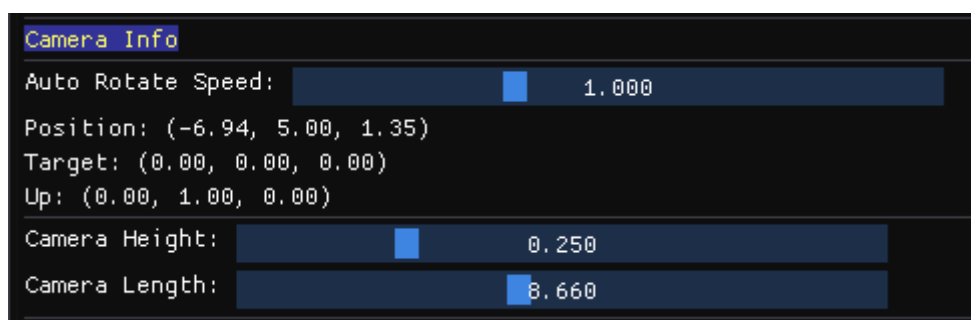 Camera Info
Auto Rotate Speed: 1.000
Position: (-6.94, 5.00, 1.35)
Target: (0.00, 0.00, 0.00)
Up: (0.00, 1.00, 0.00)
Camera Height: 0.250
Camera Length: 8.660